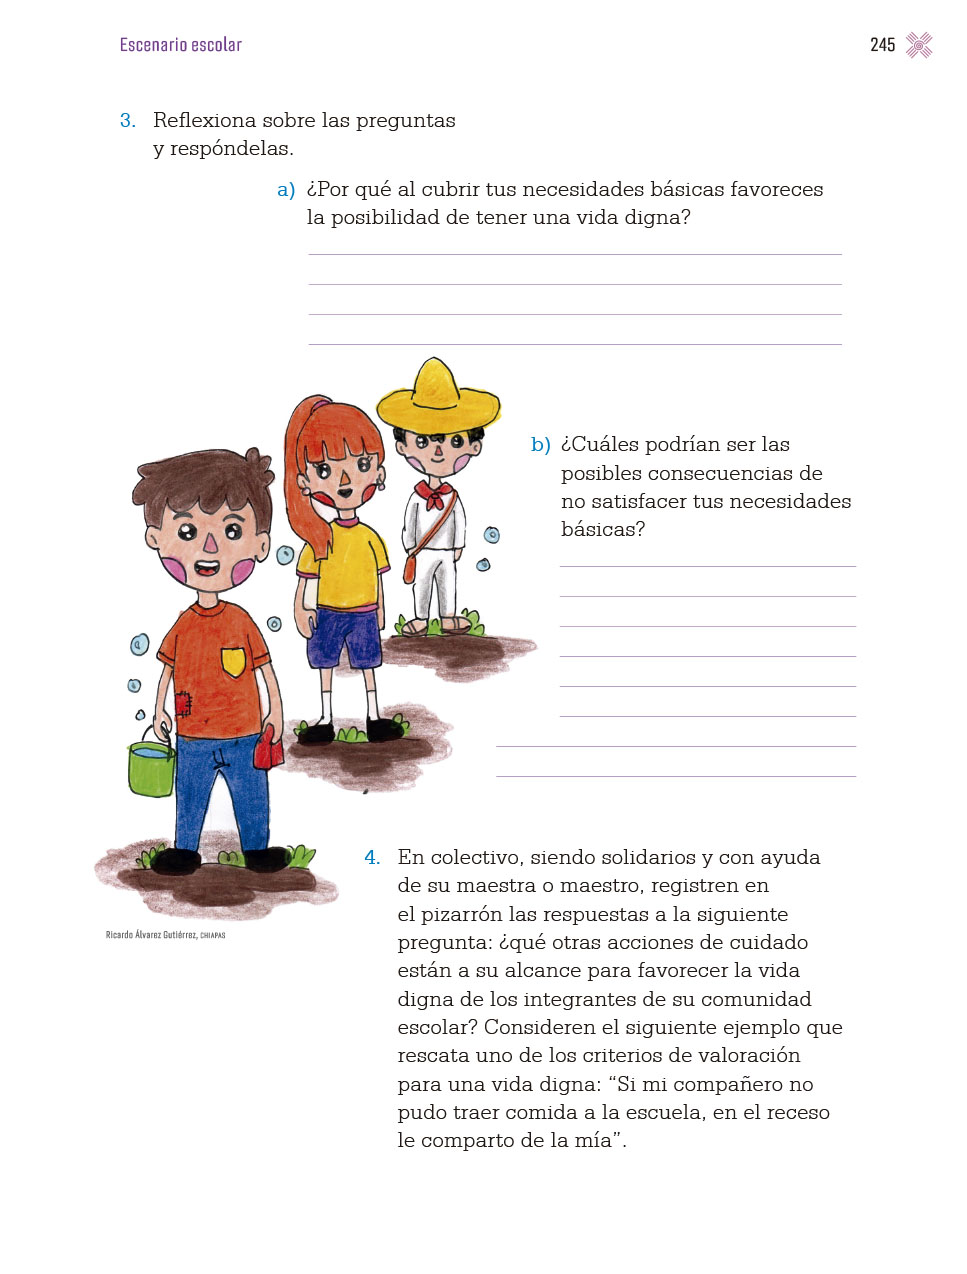 Escenario escolar
245
3. Reflexiona sobre las preguntas
y respóndelas.
a) ¿Por qué al cubrir tus necesidades básicas favoreces
la posibilidad de tener una vida digna?
b) ¿Cuáles podrían ser las
posibles consecuencias de
no satisfacer tus necesidades
básicas?
4. En colectivo, siendo solidarios y con ayuda
de su maestra o maestro, registren en
el pizarrón las respuestas a la siguiente
pregunta: ¿qué otras acciones de cuidado
están a su alcance para favorecer la vida
digna de los integrantes de su comunidad
escolar? Consideren el siguiente ejemplo que
rescata uno de los criterios de valoración
para una vida digna: “Si mi compañero no
pudo traer comida a la escuela, en el receso
le comparto de la mía”.
Ricardo Álvarez Gutiérrez, CHIAPAS